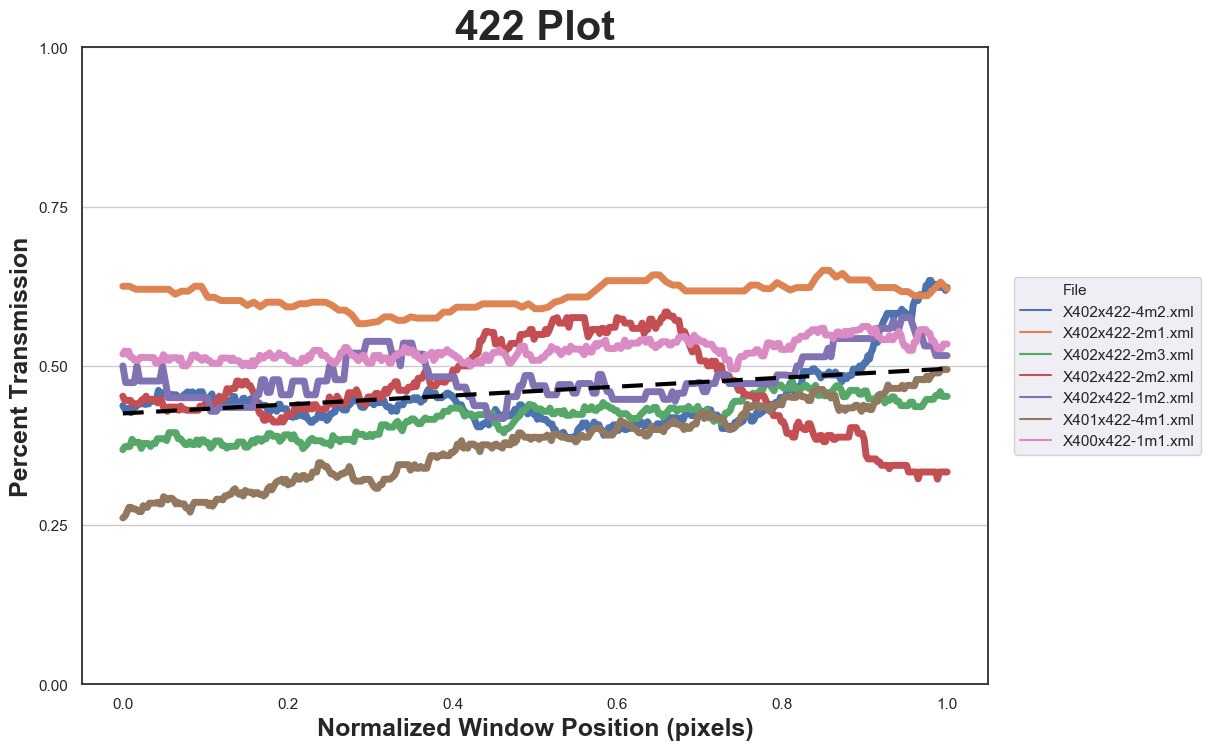 422 Plot
Percent Transmission
1.00
0.75
0.50
0.25
0.00
0.0 0.2 0.4 0.6 0.8 1.0
Normalized Window Position (pixels)
File
X402x422-4m2.xml
X402x422-2m1.xml
X402x422-2m3.xml
X402x422-2m2.xml
X402x422-1m2.xml
X401x422-4m1.xml
X400x422-1m1.xml